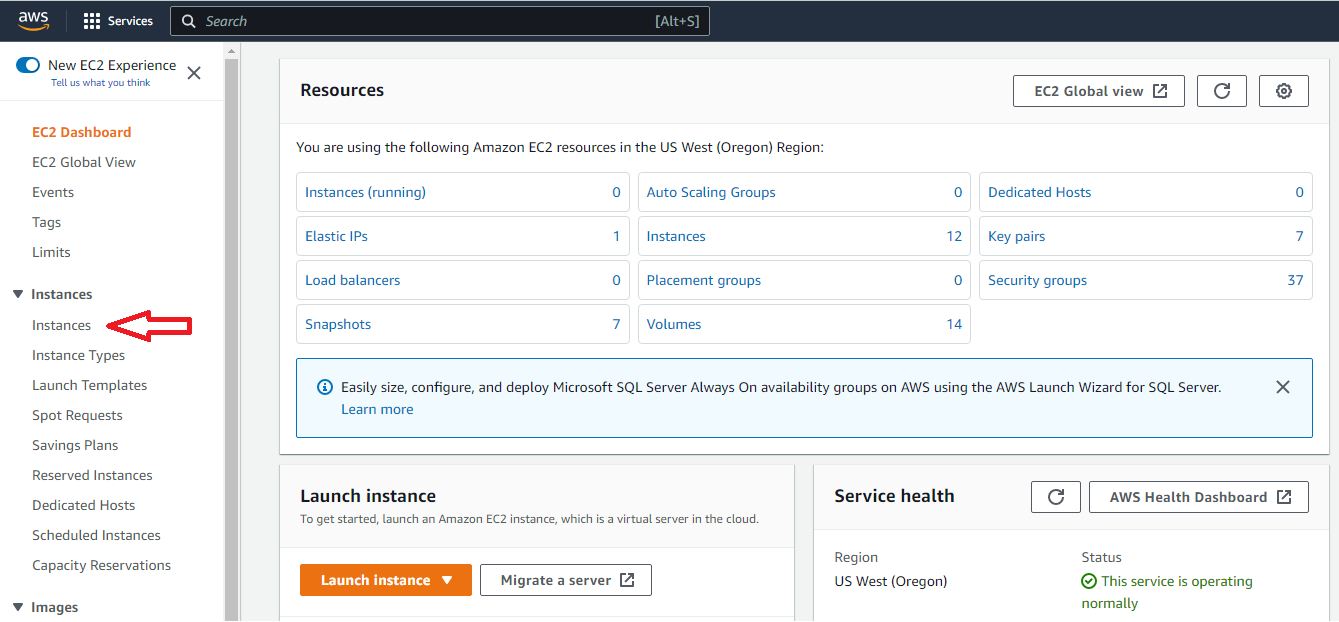 aws
Services
Search
[Alt+S]
New EC2 Experience
Tell us what you think
EC2 Dashboard
EC2 Global View
Events
Tags
Limits
Instances
Instances
Instance Types
Launch Templates
Spot Requests
Savings Plans
Reserved Instances
Dedicated Hosts
Scheduled Instances
Capacity Reservations
Images
Resources
EC2 Global view
You are using the following Amazon EC2 resources in the US West (Oregon) Region:
Instances (running) 0
Auto Scaling Groups 0
Dedicated Hosts 0
Elastic IPs 1
Instances 12
Key pairs 7
Load balancers 0
Placement groups 0
Security groups 37
Snapshots 7
Volumes 14
Easily size, configure, and deploy Microsoft SQL Server Always On availability groups on AWS using the AWS Launch Wizard for SQL Server.
Learn more
Launch instance
To get started, launch an Amazon EC2 instance, which is a virtual server in the cloud.
Launch instance
Migrate a server
Service health
AWS Health Dashboard
Region
US West (Oregon)
Status
This service is operating
normally